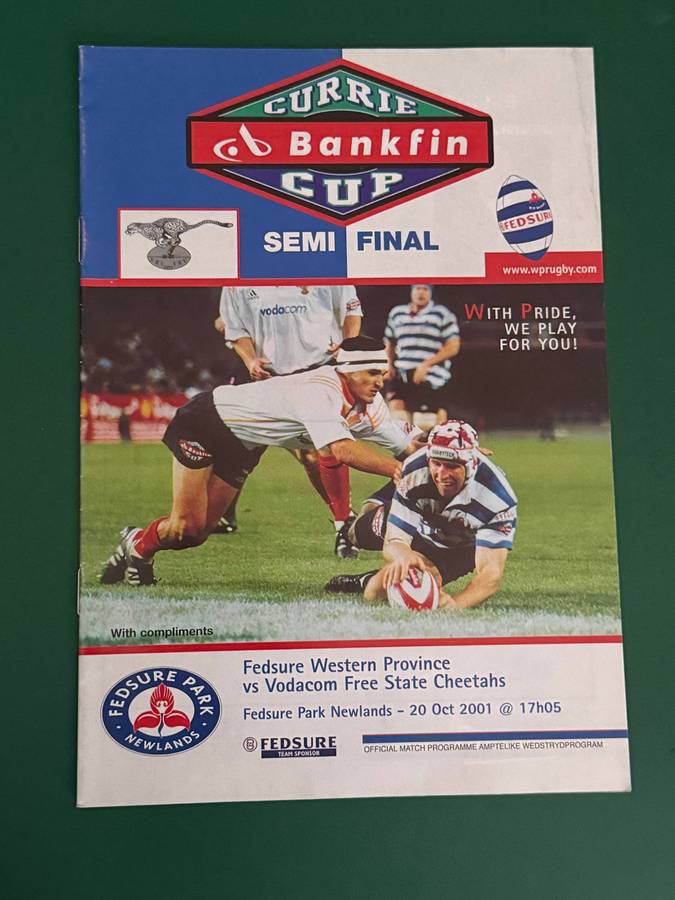 CURRIE
Bankfin
CUP
SEMI FINAL
FEDSURE
www.wprugby.com
WITH PRIDE,
WE PLAY
FOR YOU!
vodacom
Bankfin
With compliments
FEDSURE PARK
NEWLANDS
Fedsure Western Province
vs Vodacom Free State Cheetahs
Fedsure Park Newlands - 20 Oct 2001 @ 17h05
FEDSURE
TEAM SPONSOR
OFFICIAL MATCH PROGRAMME AMPTELIKE WEDSTRYDPROGRAM